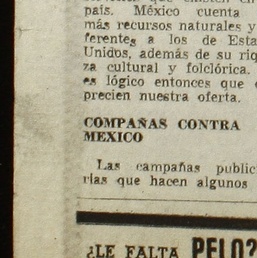 país. México cuenta
más recursos naturales y
ferentes a los de Esta
Unidos, además de su riq
za cultural y folclórica.
es lógico entonces que
precien nuestra oferta.
COMPAÑAS CONTRA
MEXICO
Las campañas public
rias que hacen algunos
¿LE FALTA PELO?